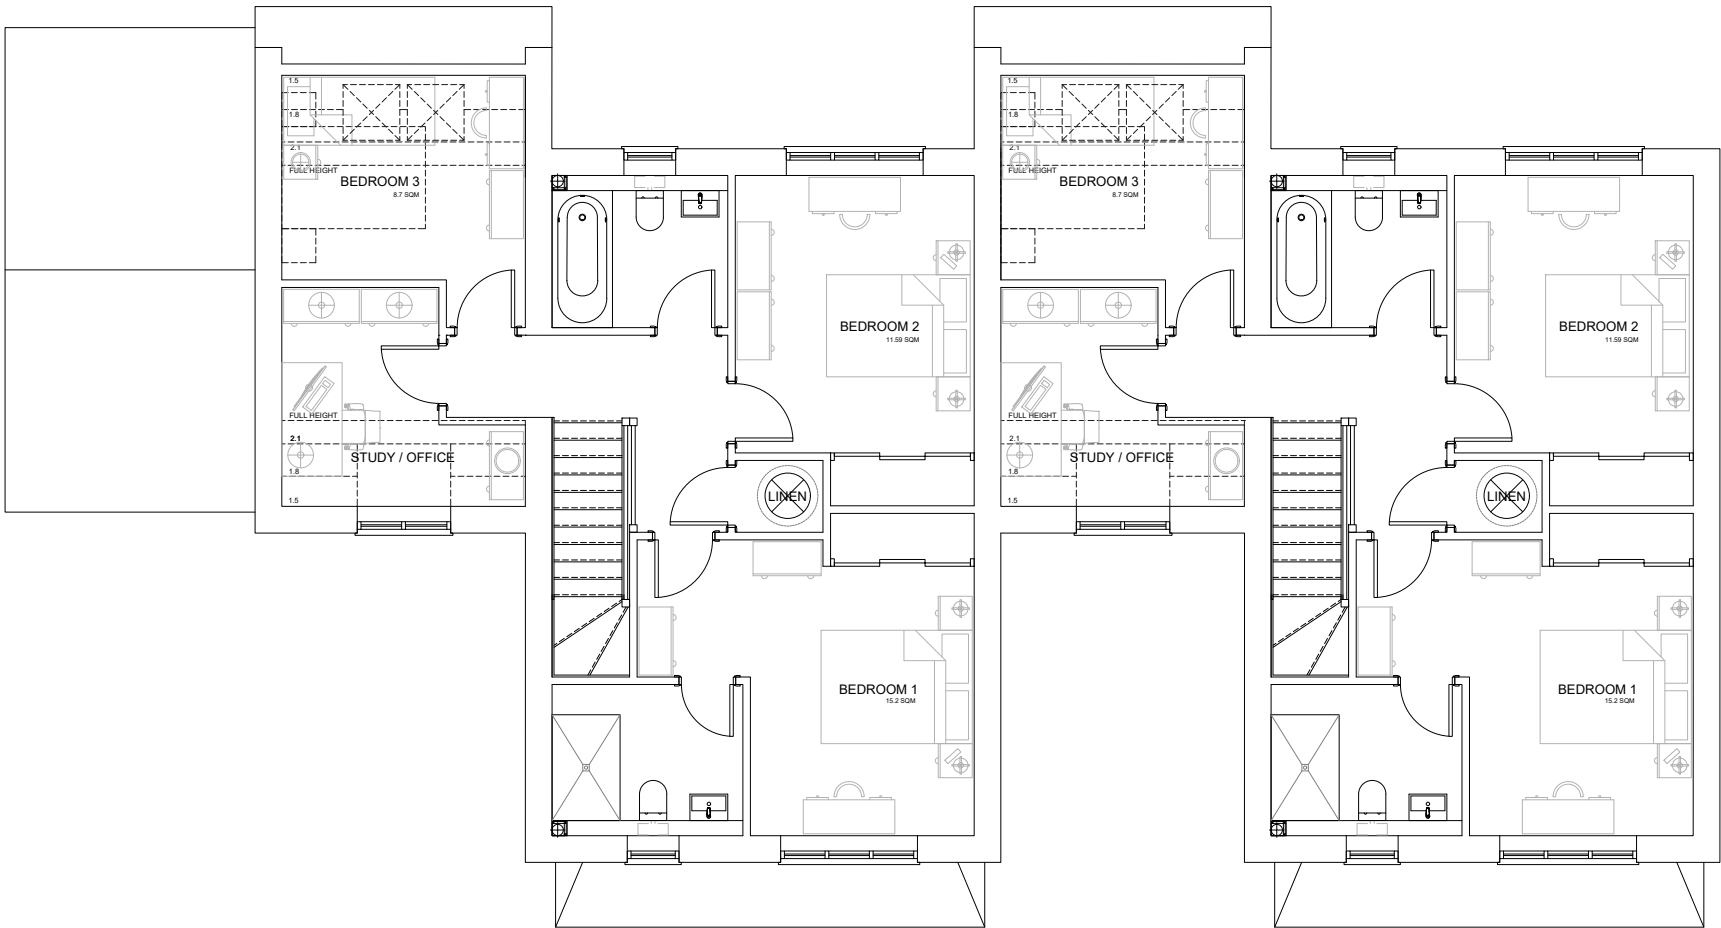 1.5
1.8
2.1
FULL HEIGHT
BEDROOM 3
8.7 SQM
BEDROOM 2
11.59 SQM
FULL HEIGHT
2.1
STUDY / OFFICE
1.8
1.5
LINEN
BEDROOM 1
15.2 SQM
1.5
1.8
2.1
FULL HEIGHT
BEDROOM 3
8.7 SQM
BEDROOM 2
11.59 SQM
FULL HEIGHT
2.1
STUDY / OFFICE
1.8
1.5
LINEN
BEDROOM 1
15.2 SQM